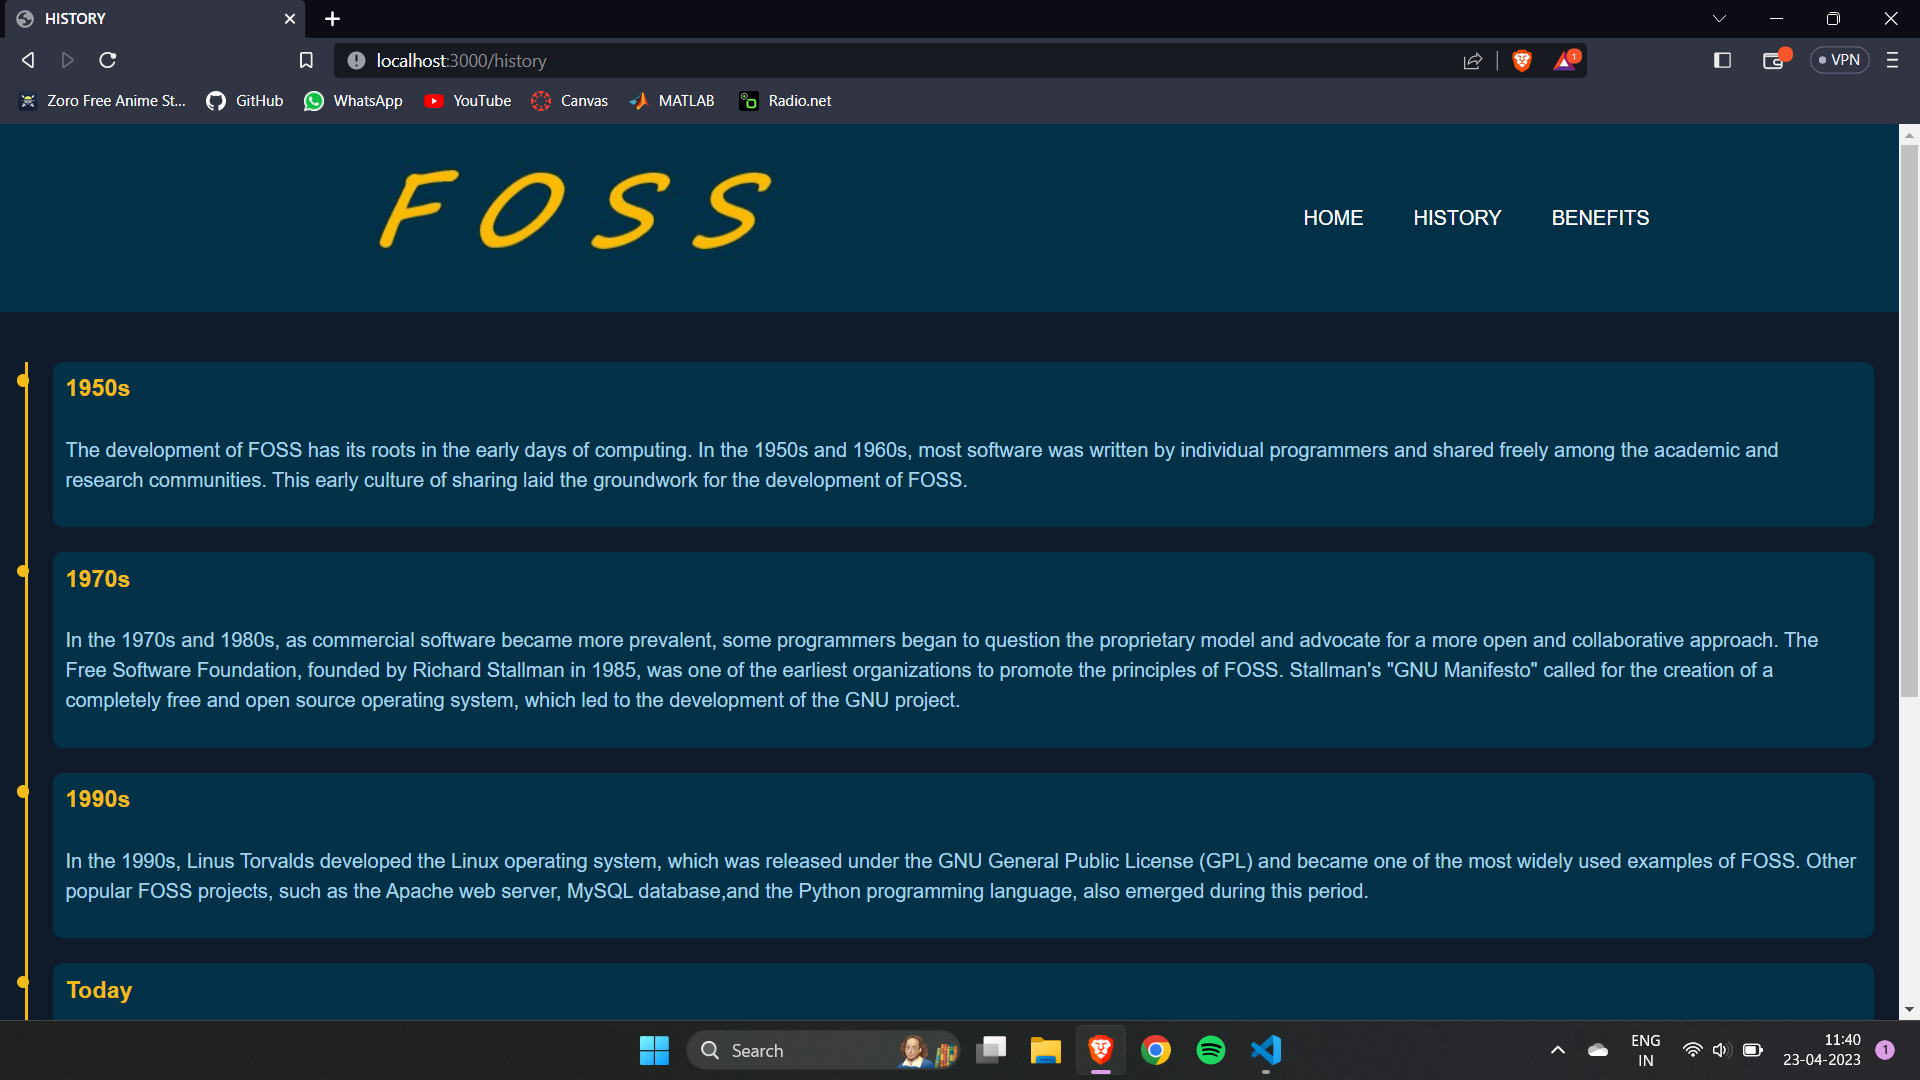 HISTORY
localhost:3000/history
1
VPN
Zoro Free Anime St...
GitHub
WhatsApp
YouTube
Canvas
MATLAB
Radio.net
FOSS
HOME
HISTORY
BENEFITS
1950s
The development of FOSS has its roots in the early days of computing. In the 1950s and 1960s, most software was written by individual programmers and shared freely among the academic and
research communities. This early culture of sharing laid the groundwork for the development of FOSS.
1970s
In the 1970s and 1980s, as commercial software became more prevalent, some programmers began to question the proprietary model and advocate for a more open and collaborative approach. The
Free Software Foundation, founded by Richard Stallman in 1985, was one of the earliest organizations to promote the principles of FOSS. Stallman's "GNU Manifesto" called for the creation of a
completely free and open source operating system, which led to the development of the GNU project.
1990s
In the 1990s, Linus Torvalds developed the Linux operating system, which was released under the GNU General Public License (GPL) and became one of the most widely used examples of FOSS. Other
popular FOSS projects, such as the Apache web server, MySQL database,and the Python programming language, also emerged during this period.
Today
Search
ENG
IN
11:40
23-04-2023
1